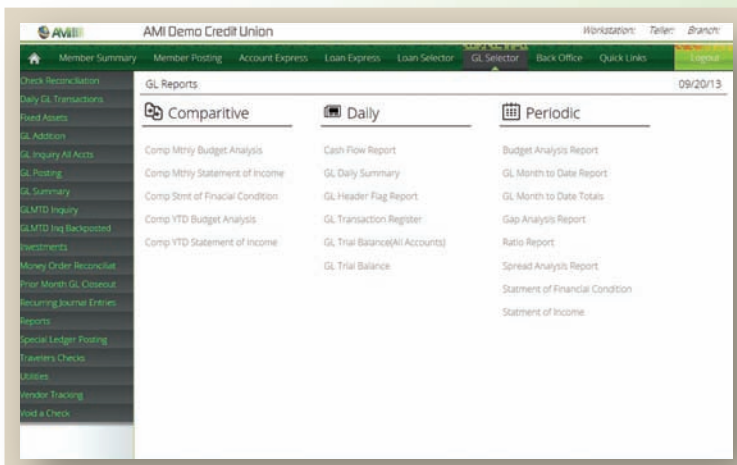 AMI
AMI Demo Credit Union
Workstation: Teller: Branch:
Member Summary Member Posting Account Express Loan Express Loan Selector GL Selector Back Office Quick Links Logout
GL Reports 09/20/13
Check Reconciliation
Daily GL Transactions
Fixed Assets
GL Addition
GL Inquiry All Accts
GL Posting
GL Summary
GLMTD Inquiry
GLMTD Inq Backposted
Investments
Money Order Reconciliat
Prior Month GL Closeout
Recurring Journal Entries
Reports
Special Ledger Posting
Travelers Checks
Utilities
Vendor Tracking
Void a Check
Comparitive
Comp Mthly Budget Analysis
Comp Mthly Statement of Income
Comp Stmt of Finacial Condition
Comp YTD Budget Analysis
Comp YTD Statement of Income
Daily
Cash Flow Report
GL Daily Summary
GL Header Flag Report
GL Transaction Register
GL Trial Balance(All Accounts)
GL Trial Balance
Periodic
Budget Analysis Report
GL Month to Date Report
GL Month to Date Totals
Gap Analysis Report
Ratio Report
Spread Analysis Report
Statment of Financial Condition
Statment of Income